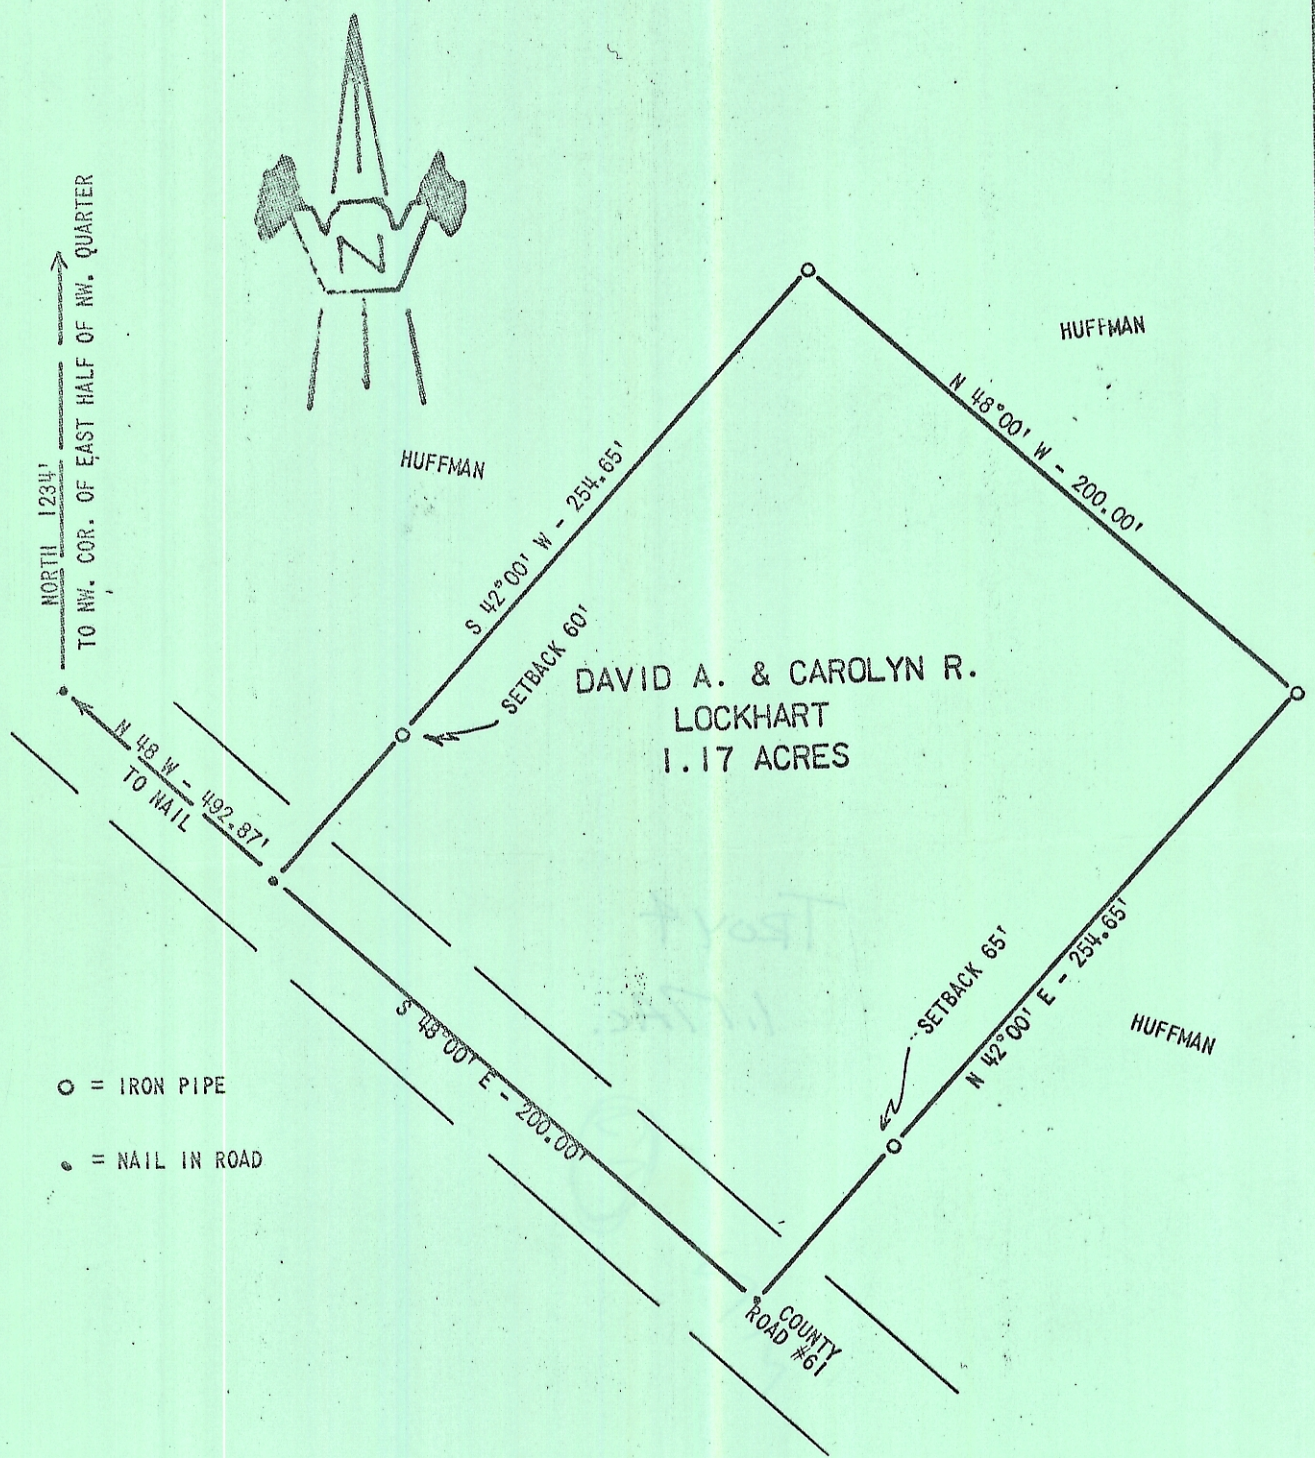 N
NORTH 1234'
TO NW. COR. OF EAST HALF OF NW. QUARTER
HUFFMAN
HUFFMAN
N 48°00' W - 200.00'
S 42°00' W - 254.65'
SETBACK 60'
DAVID A. & CAROLYN R.
LOCKHART
1.17 ACRES
N 48 W - 492.87'
TO NAIL
SETBACK 65'
N 42°00' E - 254.65'
HUFFMAN
S 48°00' E - 200.00'
O = IRON PIPE
• = NAIL IN ROAD
COUNTY
ROAD #61